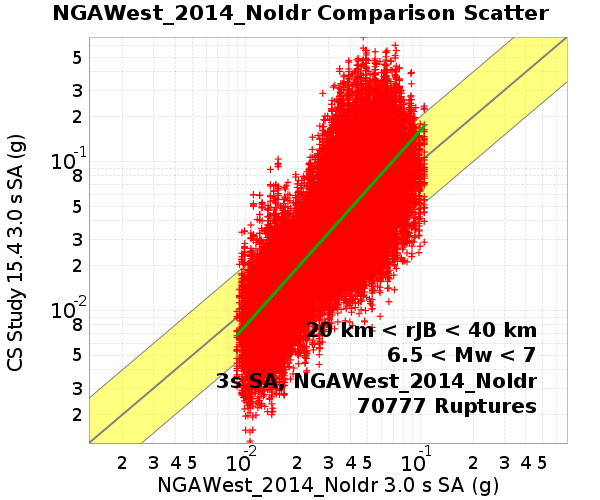 NGAWest_2014_NoIdr Comparison Scatter
CS Study 15.4 3.0 s SA (g)
5
3
2
10-1
8
5
3
2
10-2
8
5
3
2
20 km < rJB < 40 km
6.5 < Mw < 7
3s SA, NGAWest_2014_NoIdr
70777 Ruptures
2 3 4 5 10-2 2 3 4 5 10-1 2 3 4 5
NGAWest_2014_NoIdr 3.0 s SA (g)